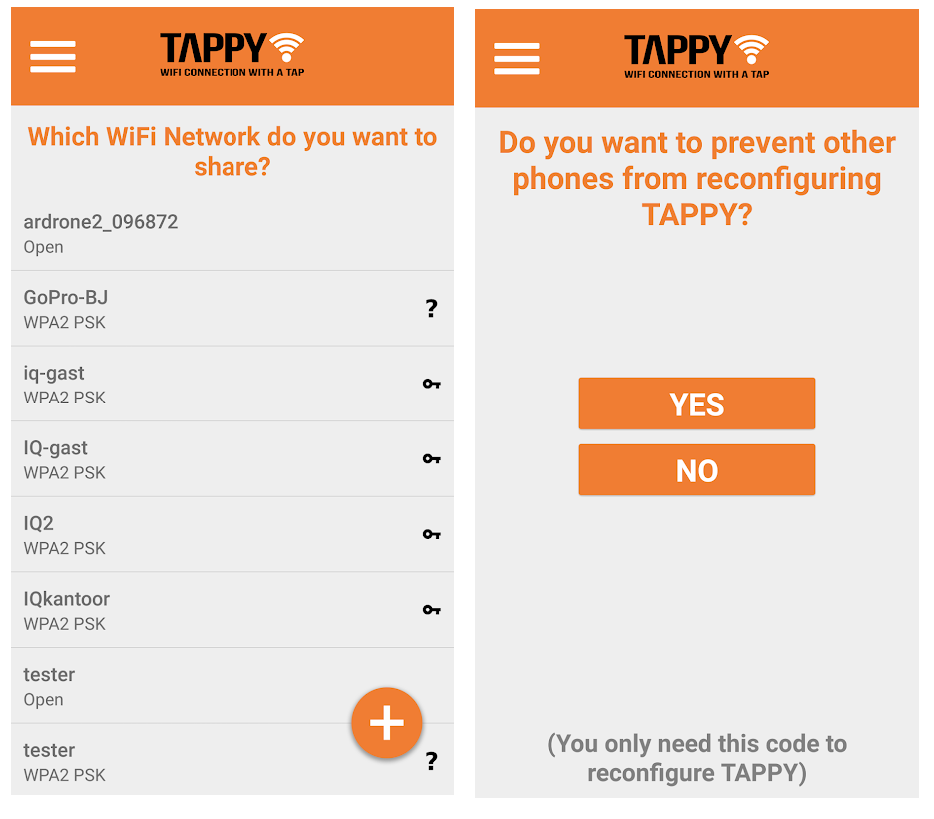 TAPPY
WIFI CONNECTION WITH A TAP
Which WiFi Network do you want to
share?
ardrone2_096872
Open
GoPro-BJ
WPA2 PSK
?
iq-gast
WPA2 PSK
IQ-gast
WPA2 PSK
IQ2
WPA2 PSK
IQkantoor
WPA2 PSK
tester
Open
+
tester
WPA2 PSK
?
TAPPY
WIFI CONNECTION WITH A TAP
Do you want to prevent other
phones from reconfiguring
TAPPY?
YES
NO
(You only need this code to
reconfigure TAPPY)